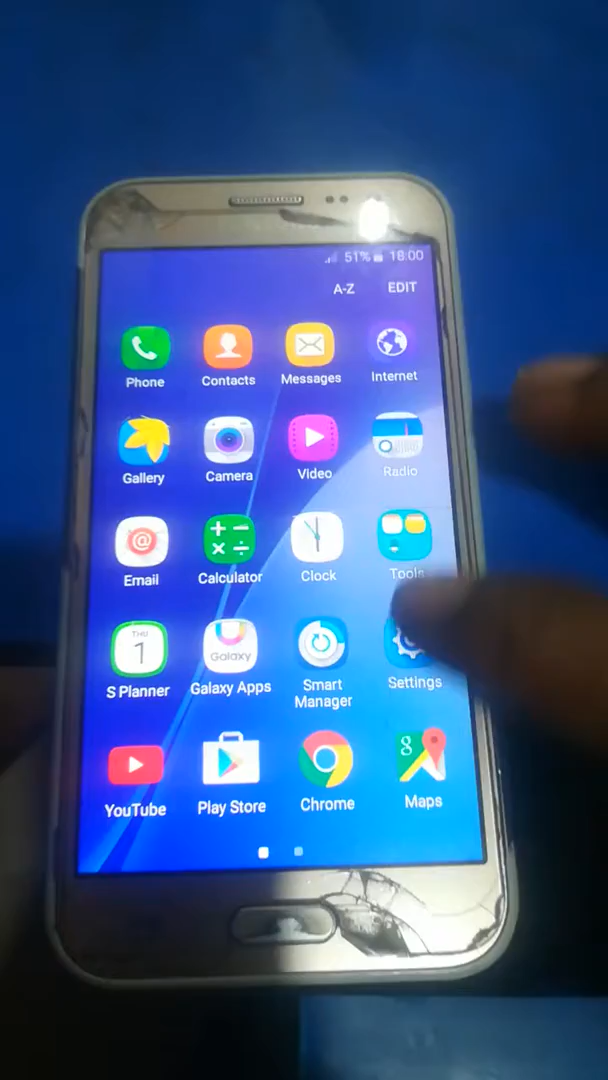 51% 18:00
A-Z EDIT
Phone Contacts Messages Internet
Gallery Camera Video Radio
Email Calculator Clock Tools
THU
1
Galaxy
S Planner Galaxy Apps Smart Manager Settings
8
YouTube Play Store Chrome Maps